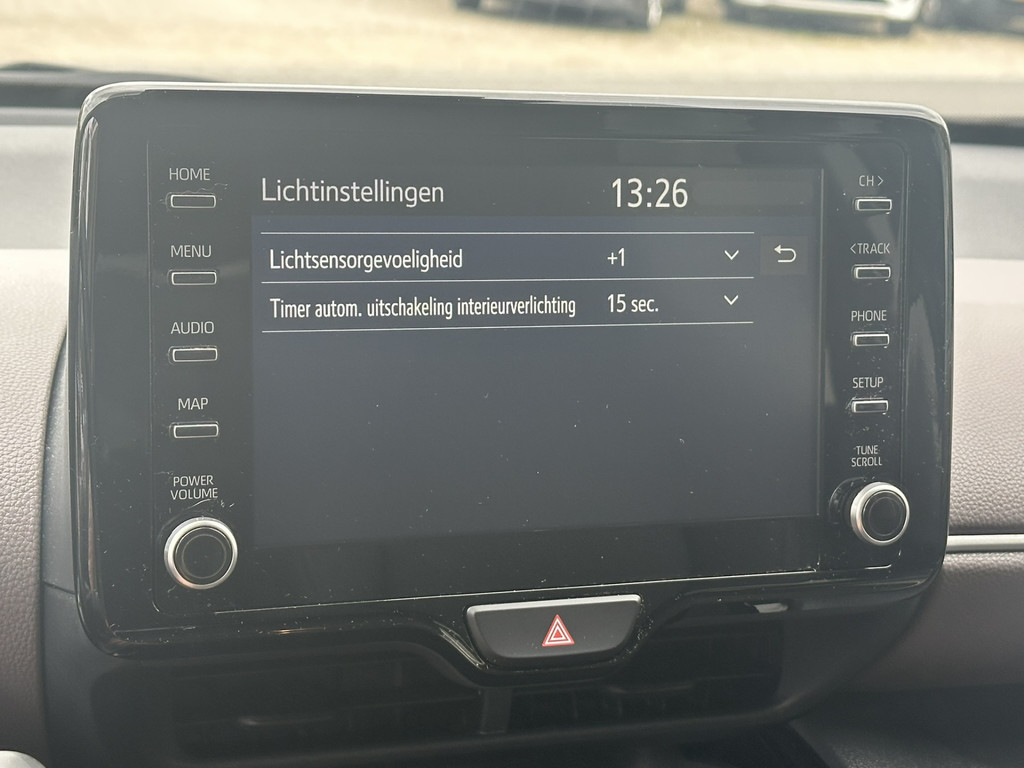 HOME
MENU
AUDIO
MAP
POWER
VOLUME
Lichtinstellingen 13:26
Lichtsensorgevoeligheid +1
Timer autom. uitschakeling interieurverlichting 15 sec.
CH >
< TRACK
PHONE
SETUP
TUNE
SCROLL